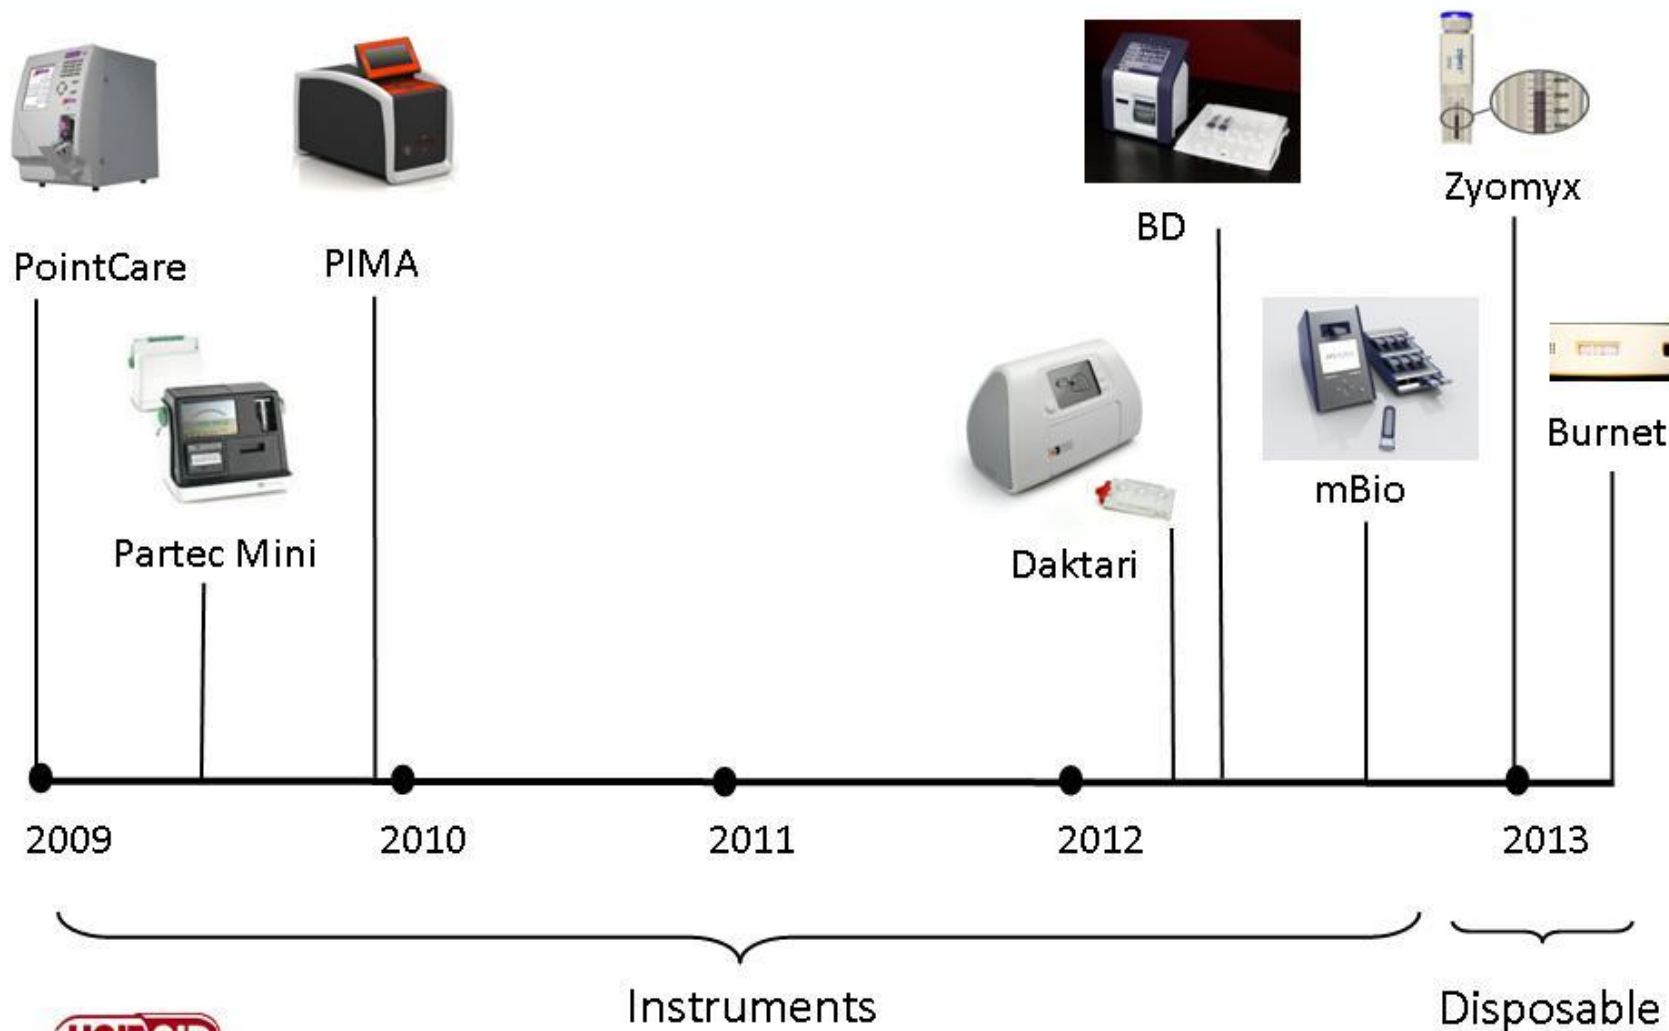 Zyomyx
BD
PointCare
PIMA
Burnet
mBio
Partec Mini
Daktari
2009
2010
2011
2012
2013
Instruments
Disposable